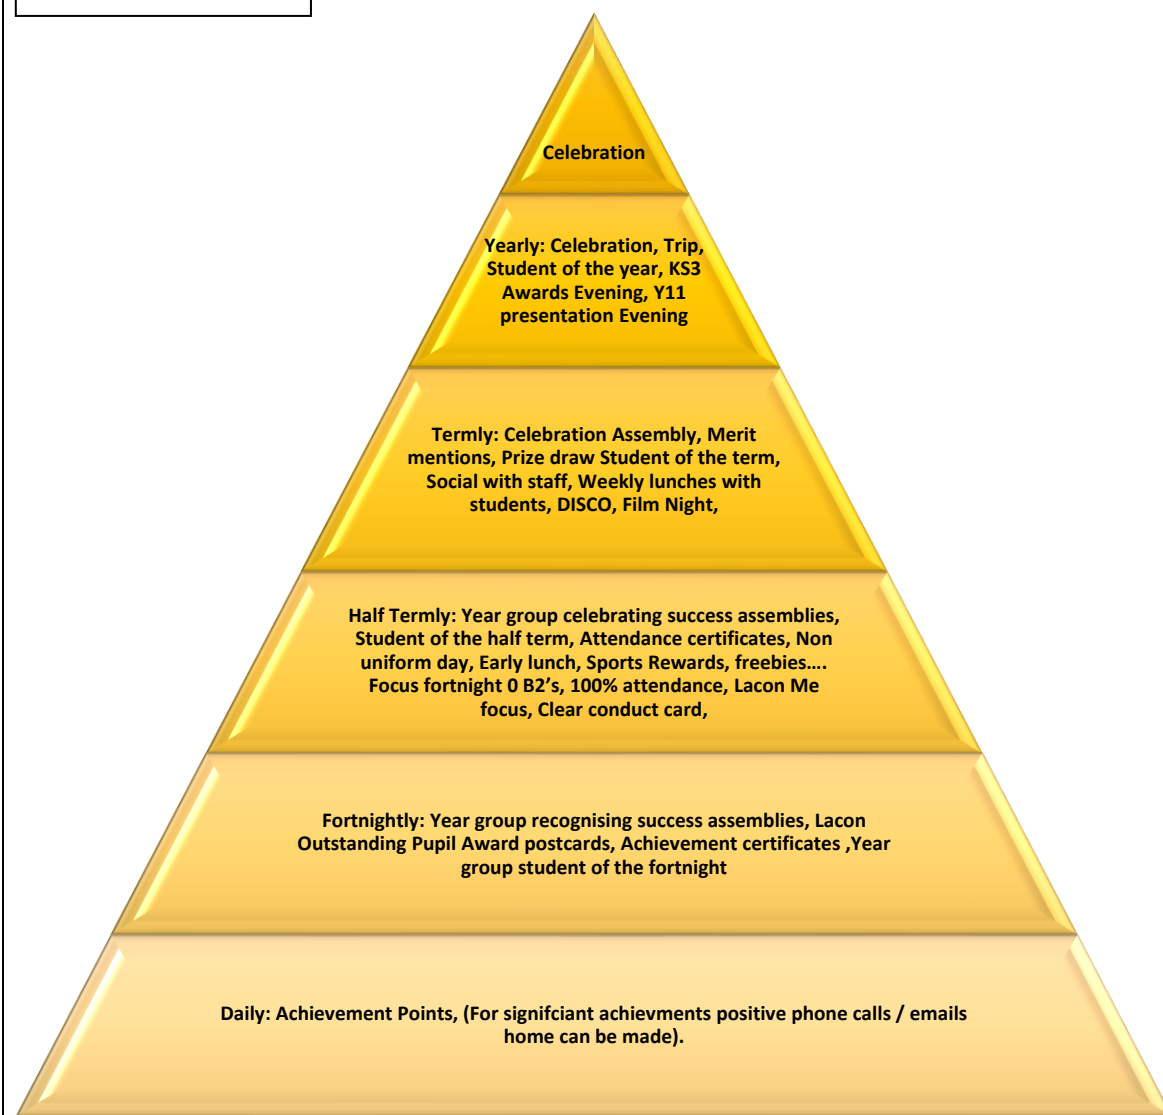 Celebration
Yearly: Celebration, Trip,
Student of the year, KS3
Awards Evening, Y11
presentation Evening
Termly: Celebration Assembly, Merit
mentions, Prize draw Student of the term,
Social with staff, Weekly lunches with
students, DISCO, Film Night,
Half Termly: Year group celebrating success assemblies,
Student of the half term, Attendance certificates, Non
uniform day, Early lunch, Sports Rewards, freebies....
Focus fortnight 0 B2’s, 100% attendance, Lacon Me
focus, Clear conduct card,
Fortnightly: Year group recognising success assemblies, Lacon
Outstanding Pupil Award postcards, Achievement certificates ,Year
group student of the fortnight
Daily: Achievement Points, (For signifciant achievments positive phone calls / emails
home can be made).